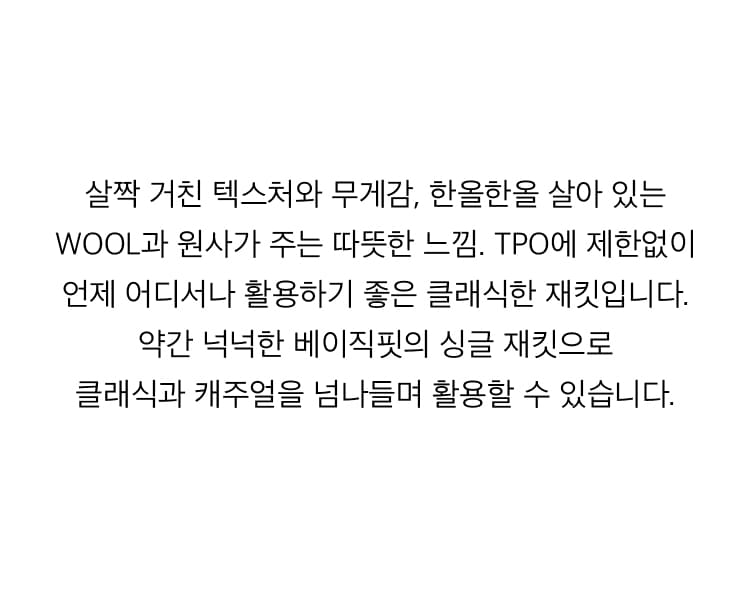 살짝 거친 텍스처와 무게감, 한올한올 살아 있는
WOOL과 원사가 주는 따뜻한 느낌. TPO에 제한없이
언제 어디서나 활용하기 좋은 클래식한 재킷입니다.
약간 넉넉한 베이직핏의 싱글 재킷으로
클래식과 캐주얼을 넘나들며 활용할 수 있습니다.